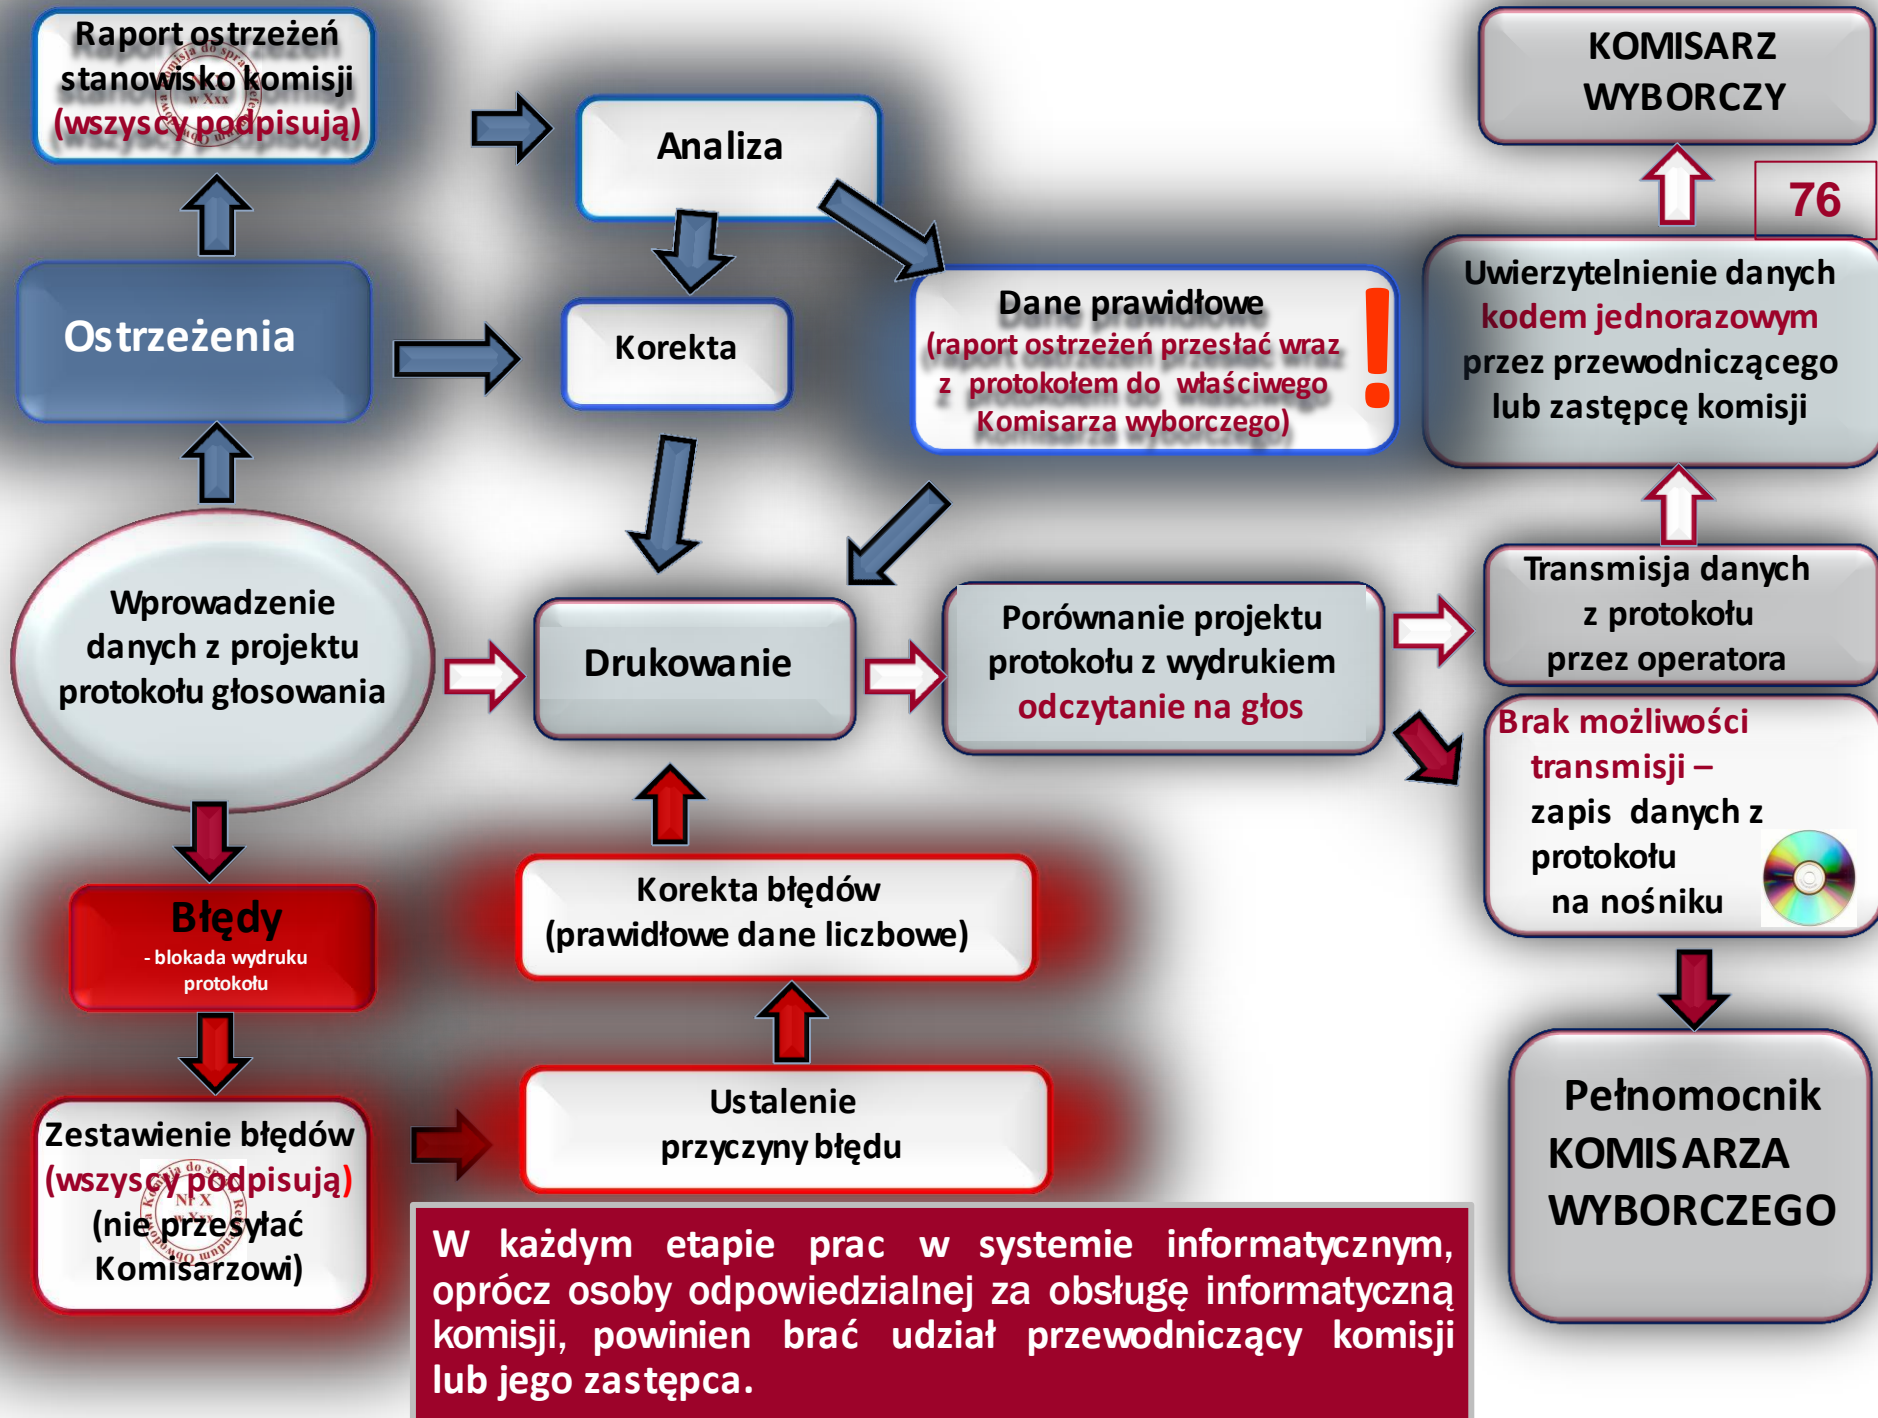 Raport ostrzeżeń
stanowisko komisji
(wszyscy podpisują)
Analiza
KOMISARZ
WYBORCZY
76
Ostrzeżenia
Korekta
Dane prawidłowe
(raport ostrzeżeń przesłać wraz
z protokołem do właściwego
Komisarza wyborczego)
!
Uwierzytelnienie danych
kodem jednorazowym
przez przewodniczącego
lub zastępcę komisji
Wprowadzenie
danych z projektu
protokołu głosowania
Drukowanie
Porównanie projektu
protokołu z wydrukiem
odczytanie na głos
Transmisja danych
z protokołu
przez operatora
Brak możliwości
transmisji –
zapis danych z
protokołu
na nośniku
Błędy
- blokada wydruku
protokołu
Korekta błędów
(prawidłowe dane liczbowe)
Zestawienie błędów
(wszyscy podpisują)
(nie przesyłać
Komisarzowi)
Nr X
w Xxx
Ustalenie
przyczyny błędu
Pełnomocnik
KOMISARZA
WYBORCZEGO
W każdym etapie prac w systemie informatycznym,
oprócz osoby odpowiedzialnej za obsługę informatyczną
komisji, powinien brać udział przewodniczący komisji
lub jego zastępca.